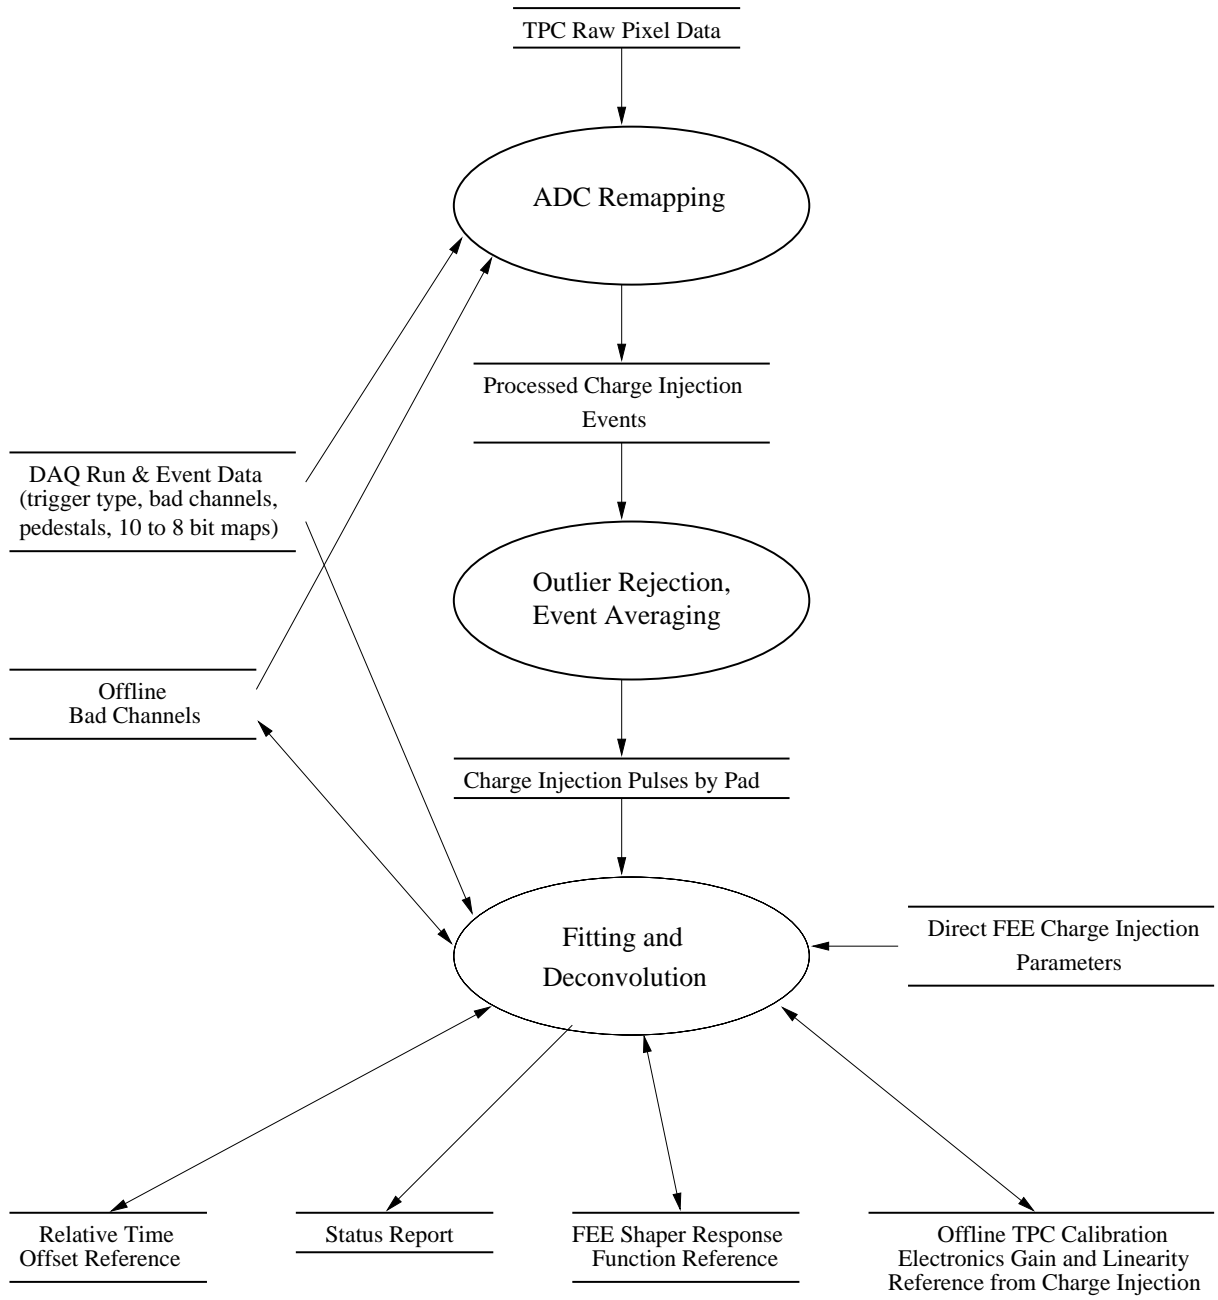 TPC Raw Pixel Data
ADC Remapping
Processed Charge Injection
Events
DAQ Run & Event Data
(trigger type, bad channels,
pedestals, 10 to 8 bit maps)
Outlier Rejection,
Event Averaging
Offline
Bad Channels
Charge Injection Pulses by Pad
Fitting and
Deconvolution
Direct FEE Charge Injection
Parameters
Relative Time
Offset Reference
Status Report
FEE Shaper Response
Function Reference
Offline TPC Calibration
Electronics Gain and Linearity
Reference from Charge Injection